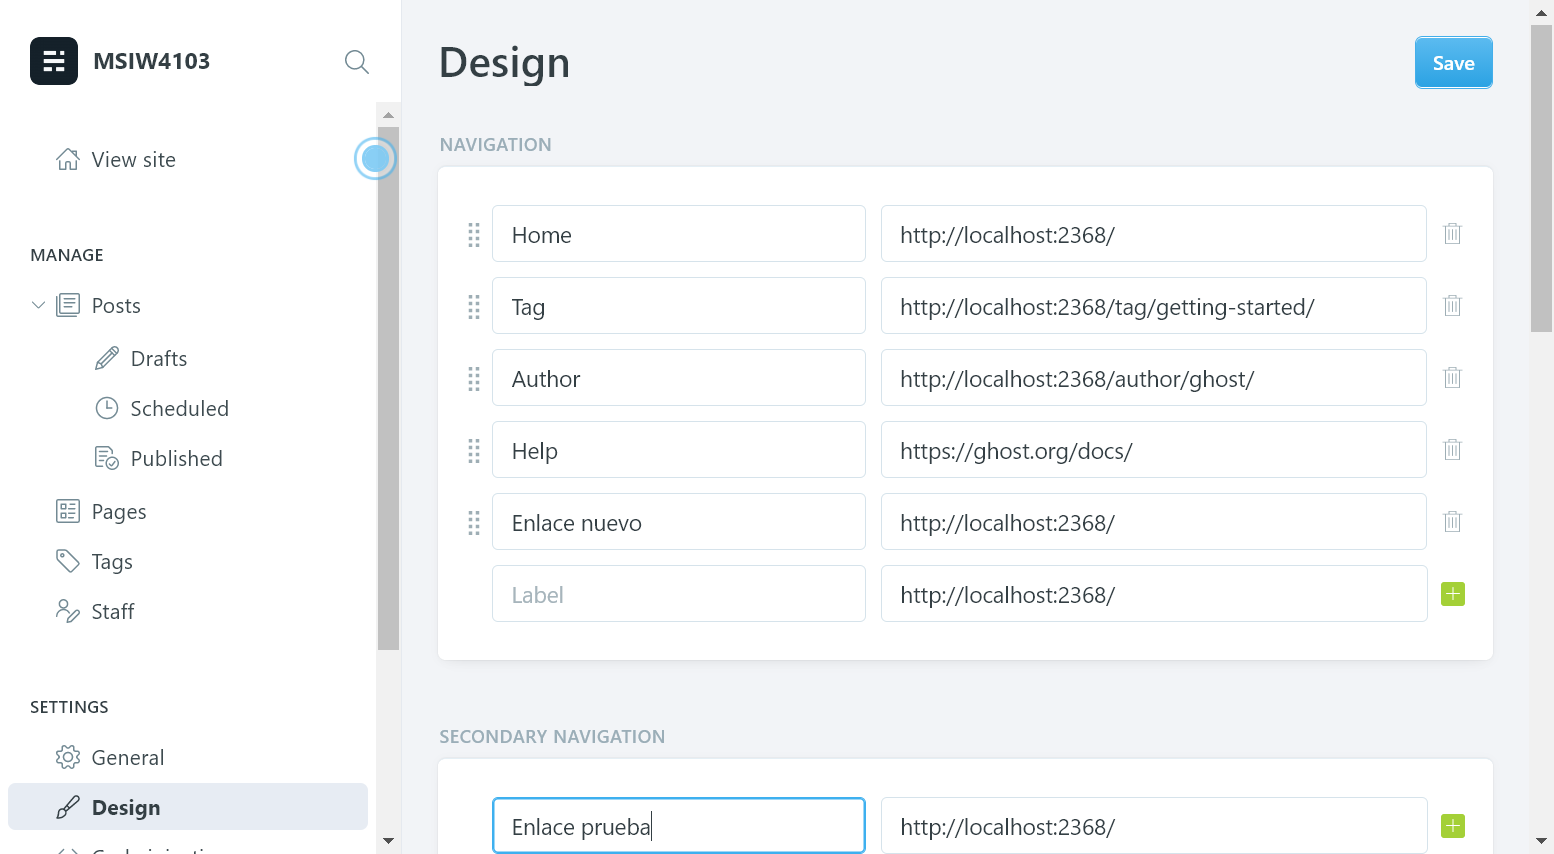 MSIW4103
View site
MANAGE
Posts
Drafts
Scheduled
Published
Pages
Tags
Staff
SETTINGS
General
Design
Design
Save
NAVIGATION
Home http://localhost:2368/
Tag http://localhost:2368/tag/getting-started/
Author http://localhost:2368/author/ghost/
Help https://ghost.org/docs/
Enlace nuevo http://localhost:2368/
Label http://localhost:2368/
SECONDARY NAVIGATION
Enlace prueba http://localhost:2368/